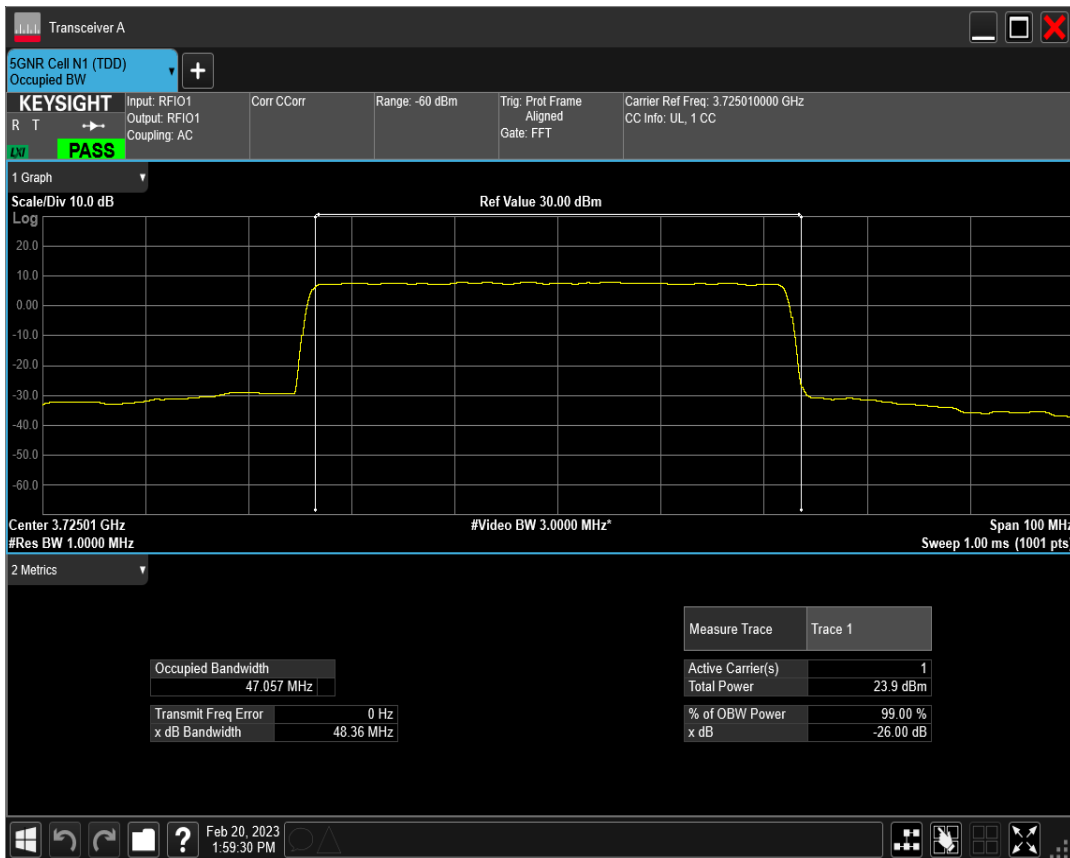 Transceiver A
5GNR Cell N1 (TDD)
Occupied BW
KEYSIGHT
R T
LXI
PASS
Input: RFIO1
Output: RFIO1
Coupling: AC
Corr CCorr
Range: -60 dBm
Trig: Prot Frame
Aligned
Gate: FFT
Carrier Ref Freq: 3.725010000 GHz
CC Info: UL, 1 CC
1 Graph
Scale/Div 10.0 dB
Ref Value 30.00 dBm
Log
20.0
10.0
0.00
-10.0
-20.0
-30.0
-40.0
-50.0
-60.0
Center 3.72501 GHz
#Video BW 3.0000 MHz*
Span 100 MHz
#Res BW 1.0000 MHz
Sweep 1.00 ms (1001 pts)
2 Metrics
Measure Trace Trace 1
Occupied Bandwidth
47.057 MHz
Active Carrier(s) 1
Total Power 23.9 dBm
Transmit Freq Error 0 Hz
x dB Bandwidth 48.36 MHz
% of OBW Power 99.00 %
x dB -26.00 dB
?
Feb 20, 2023
1:59:30 PM